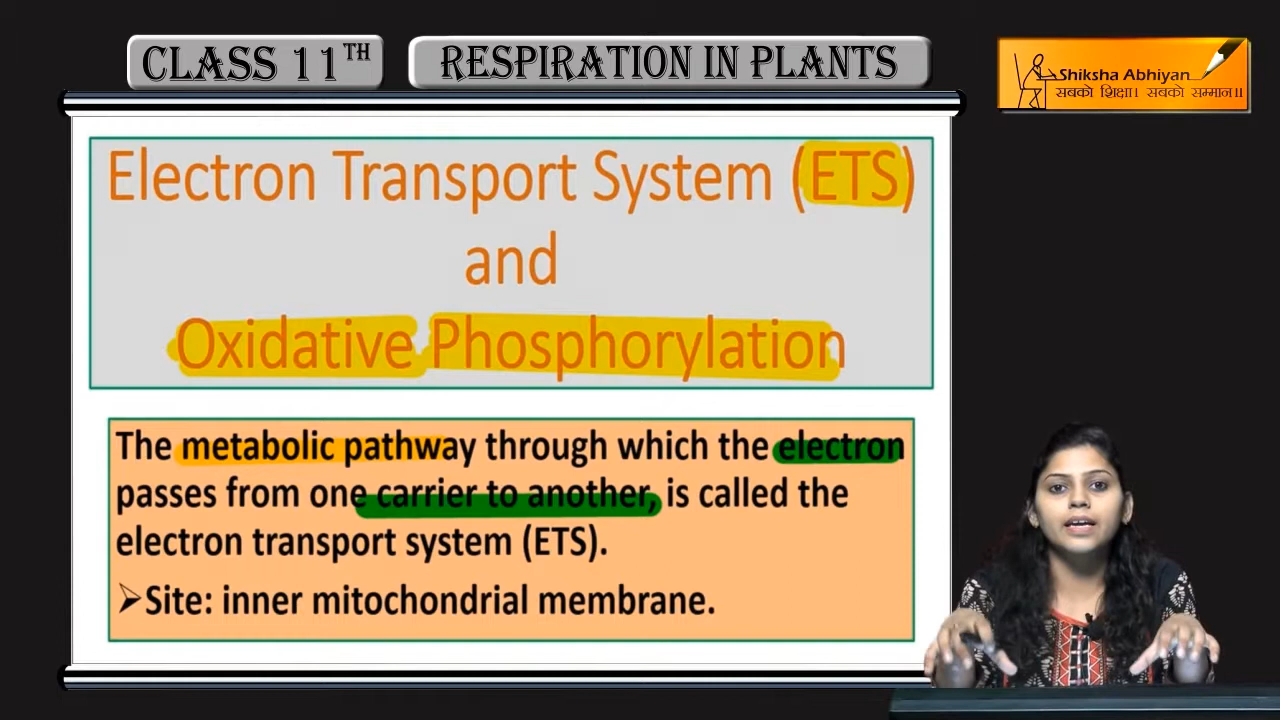 CLASS 11TH
RESPIRATION IN PLANTS
Shiksha Abhiyan
सबको शिक्षा। सबको सम्मान॥
Electron Transport System (ETS)
and
Oxidative Phosphorylation
The metabolic pathway through which the electron
passes from one carrier to another, is called the
electron transport system (ETS).
➢Site: inner mitochondrial membrane.